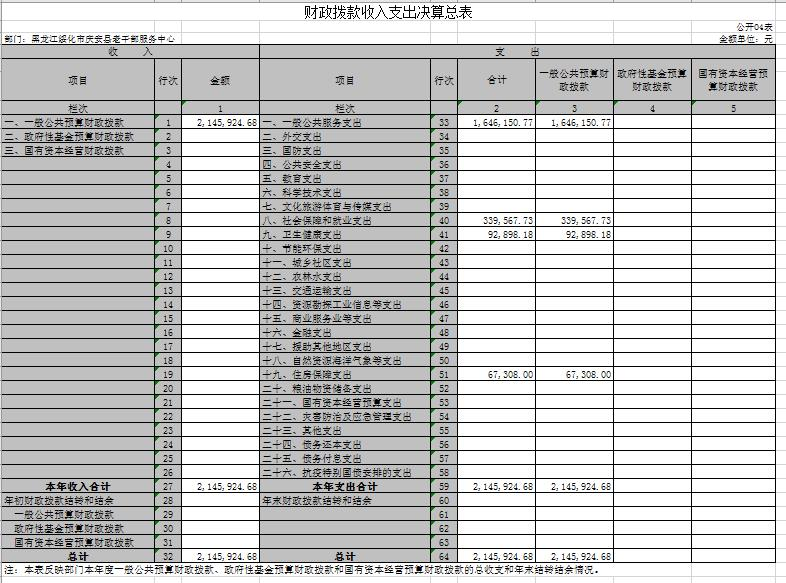 财政拨款收入支出决算总表
公开04表
部门：黑龙江绥化市庆安县老干部服务中心 金额单位：元
收 入 支 出
项目 行次 金额 项目 行次 合计 一般公共预算财政拨款 政府性基金预算财政拨款 国有资本经营预算财政拨款
栏次 1 栏次 2 3 4 5
一、一般公共预算财政拨款 1 2,145,924.68 一、一般公共服务支出 33 1,646,150.77 1,646,150.77
二、政府性基金预算财政拨款 2 二、外交支出 34
三、国有资本经营财政拨款 3 三、国防支出 35
4 四、公共安全支出 36
5 五、教育支出 37
6 六、科学技术支出 38
7 七、文化旅游体育与传媒支出 39
8 八、社会保障和就业支出 40 339,567.73 339,567.73
9 九、卫生健康支出 41 92,898.18 92,898.18
10 十、节能环保支出 42
11 十一、城乡社区支出 43
12 十二、农林水支出 44
13 十三、交通运输支出 45
14 十四、资源勘探工业信息等支出 46
15 十五、商业服务业等支出 47
16 十六、金融支出 48
17 十七、援助其他地区支出 49
18 十八、自然资源海洋气象等支出 50
19 十九、住房保障支出 51 67,308.00 67,308.00
20 二十、粮油物资储备支出 52
21 二十一、国有资本经营预算支出 53
22 二十二、灾害防治及应急管理支出 54
23 二十三、其他支出 55
24 二十四、债务还本支出 56
25 二十五、债务付息支出 57
26 二十六、抗疫特别国债安排的支出 58
本年收入合计 27 2,145,924.68 本年支出合计 59 2,145,924.68 2,145,924.68
年初财政拨款结转和结余 28 年末财政拨款结转和结余 60
一般公共预算财政拨款 29 61
政府性基金预算财政拨款 30 62
国有资本经营预算财政拨款 31 63
总计 32 2,145,924.68 总计 64 2,145,924.68 2,145,924.68
注：本表反映部门本年度一般公共预算财政拨款、政府性基金预算财政拨款和国有资本经营预算财政拨款的总收支和年末结转结余情况。